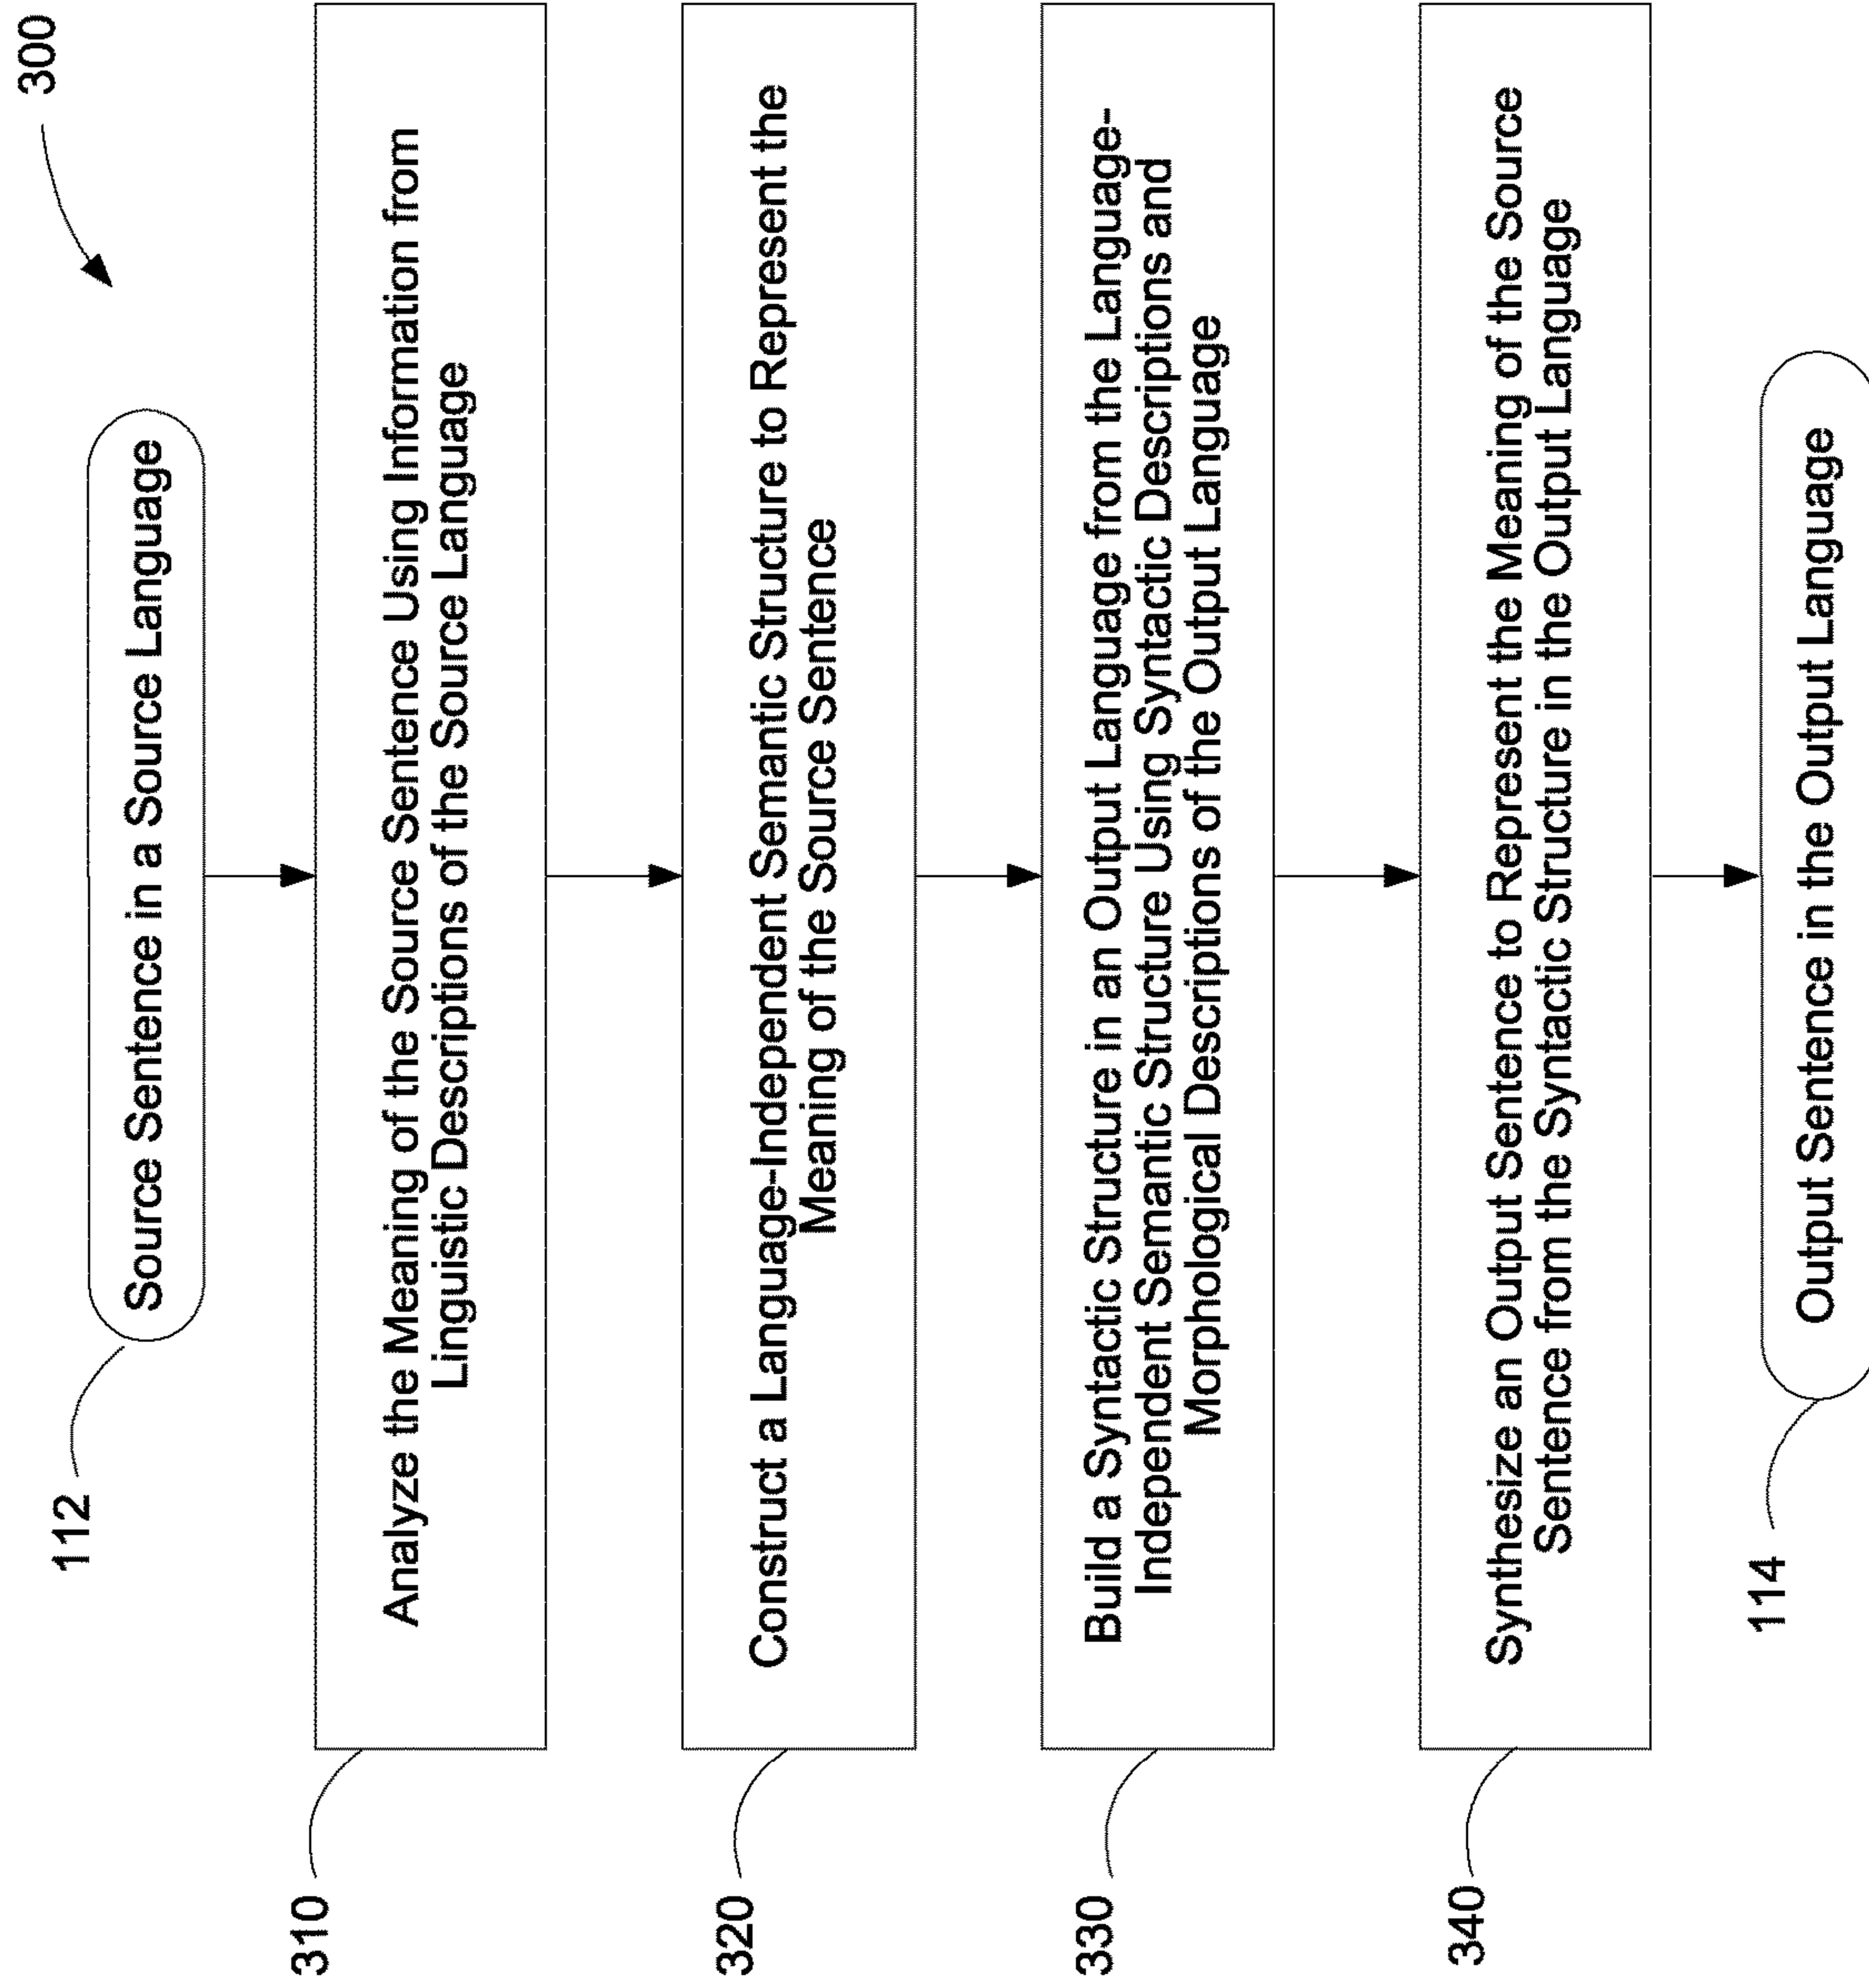 300
112
Source Sentence in a Source Language
310
Analyze the Meaning of the Source Sentence Using Information from
Linguistic Descriptions of the Source Language
320
Construct a Language-Independent Semantic Structure to Represent the
Meaning of the Source Sentence
330
Build a Syntactic Structure in an Output Language from the Language-
Independent Semantic Structure Using Syntactic Descriptions and
Morphological Descriptions of the Output Language
340
Synthesize an Output Sentence to Represent the Meaning of the Source
Sentence from the Syntactic Structure in the Output Language
114
Output Sentence in the Output Language